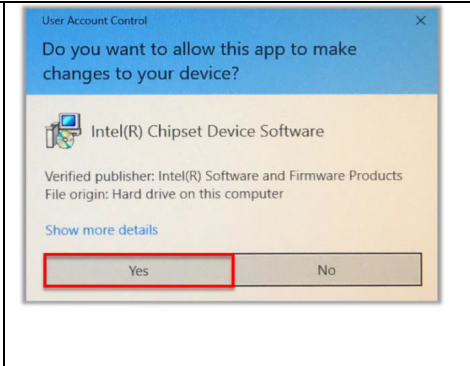 User Account Control
Do you want to allow this app to make
changes to your device?
Intel(R) Chipset Device Software
Verified publisher: Intel(R) Software and Firmware Products
File origin: Hard drive on this computer
Show more details
Yes
No